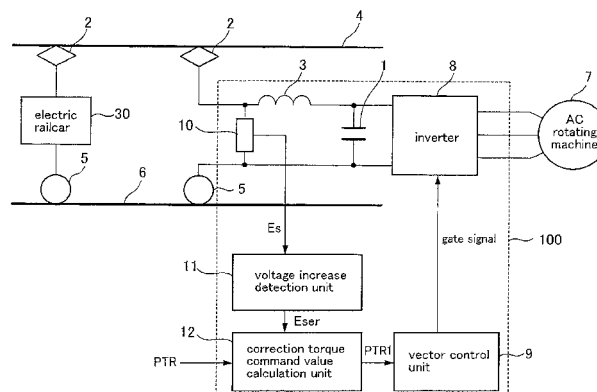 2
2
4
3
1
8
7
electric
railcar
30
10
inverter
AC
rotating
machine
5
5
6
Es
gate signal
100
11
voltage increase
detection unit
Eser
12
correction torque
command value
calculation unit
PTR
PTR1
vector control
unit
9